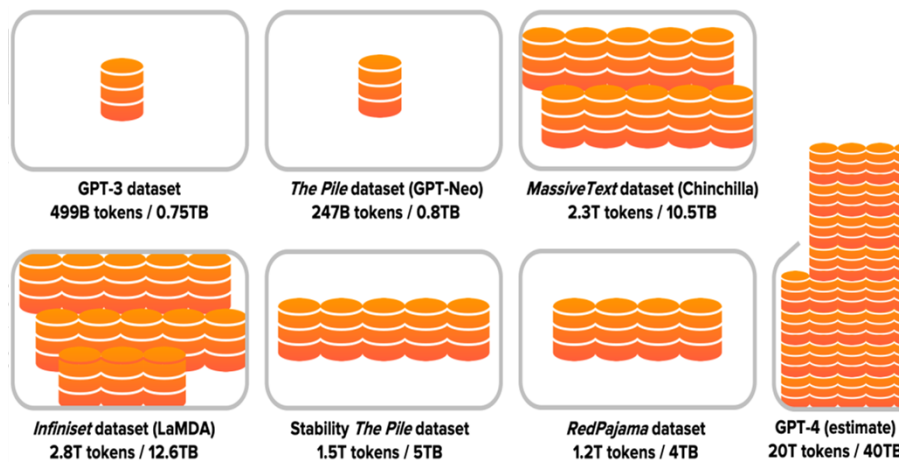 GPT-3 dataset
499B tokens / 0.75TB
The Pile dataset (GPT-Neo)
247B tokens / 0.8TB
MassiveText dataset (Chinchilla)
2.3T tokens / 10.5TB
Infiniset dataset (LaMDA)
2.8T tokens / 12.6TB
Stability The Pile dataset
1.5T tokens / 5TB
RedPajama dataset
1.2T tokens / 4TB
GPT-4 (estimate)
20T tokens / 40TB